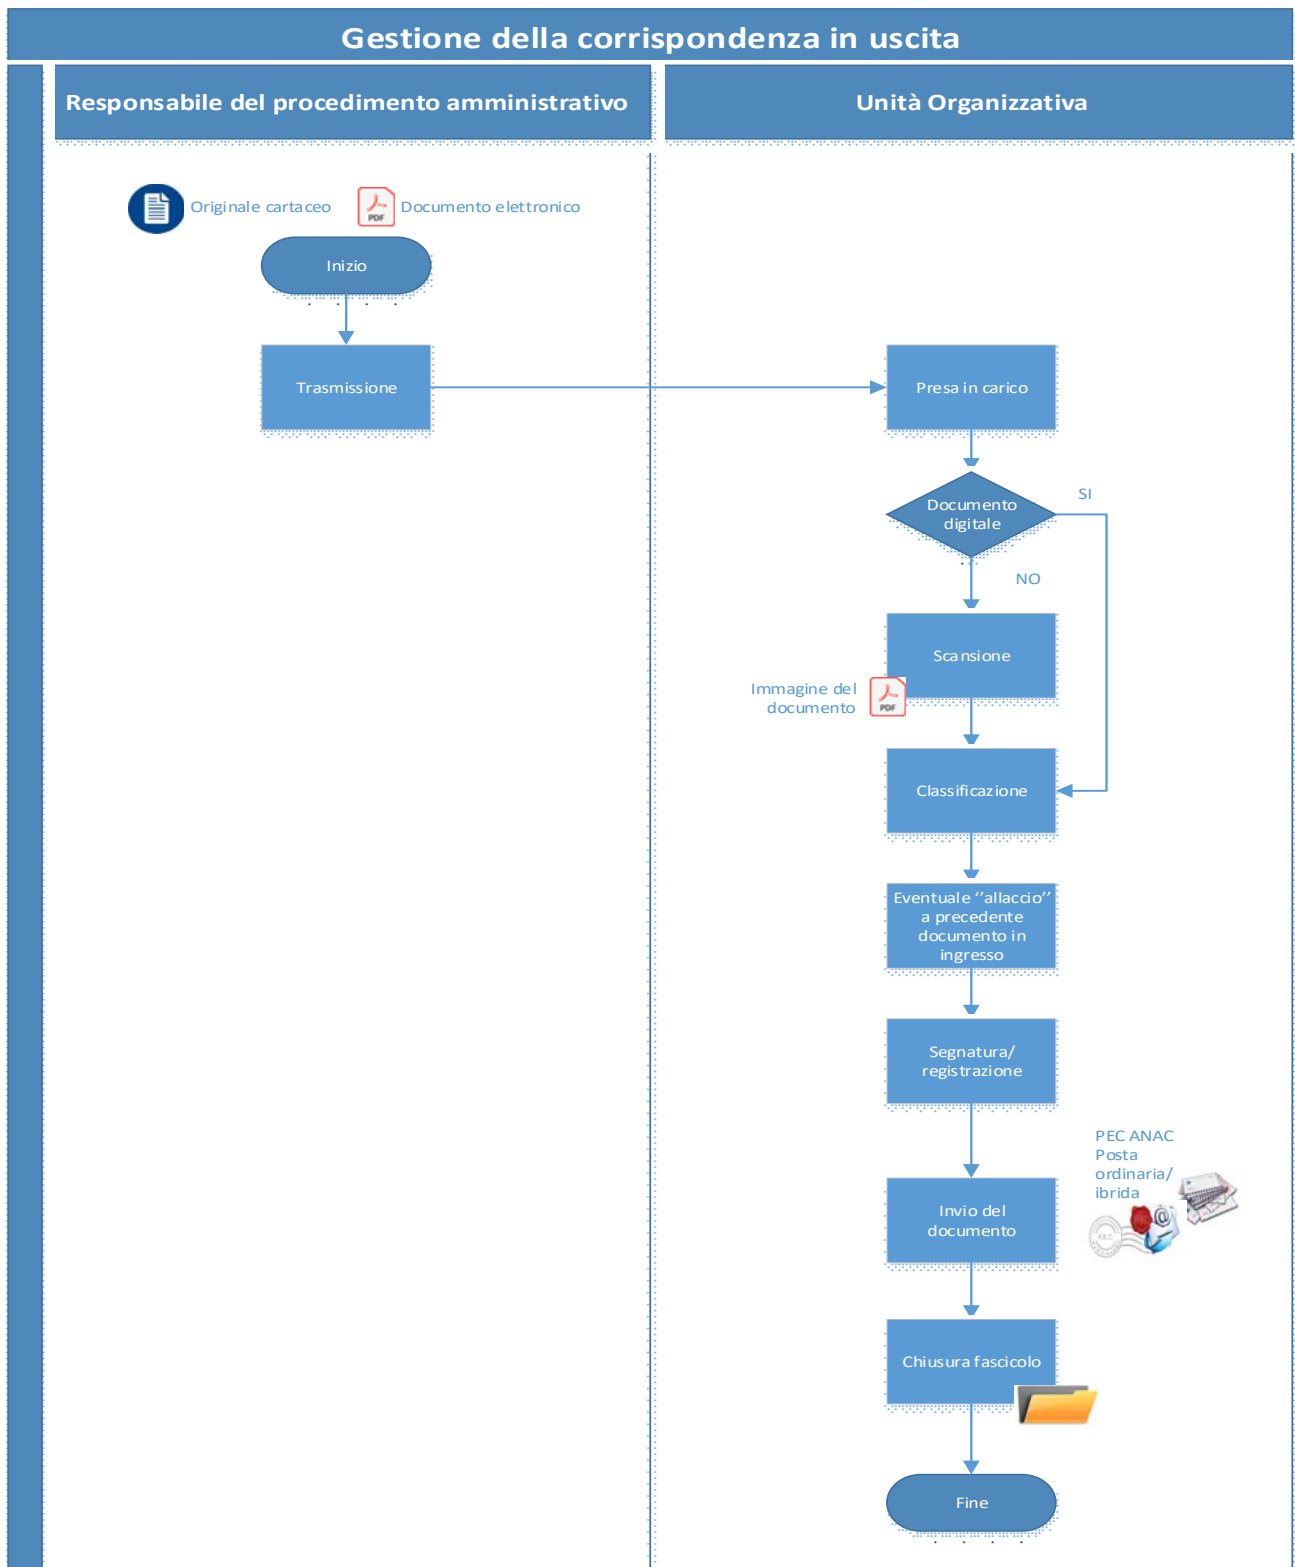 Gestione della corrispondenza in uscita
Responsabile del procedimento amministrativo
Unità Organizzativa
Originale cartaceo
PDF
Documento elettronico
Inizio
Trasmissione
Presa in carico
Documento
digitale
SI
NO
Scansione
Immagine del
documento
PDF
Classificazione
Eventuale ‘’allaccio’’
a precedente
documento in
ingresso
Segnatura/
registrazione
PEC ANAC
Posta
ordinaria/
ibrida
P.E.C.
@
Invio del
documento
Chiusura fascicolo
Fine